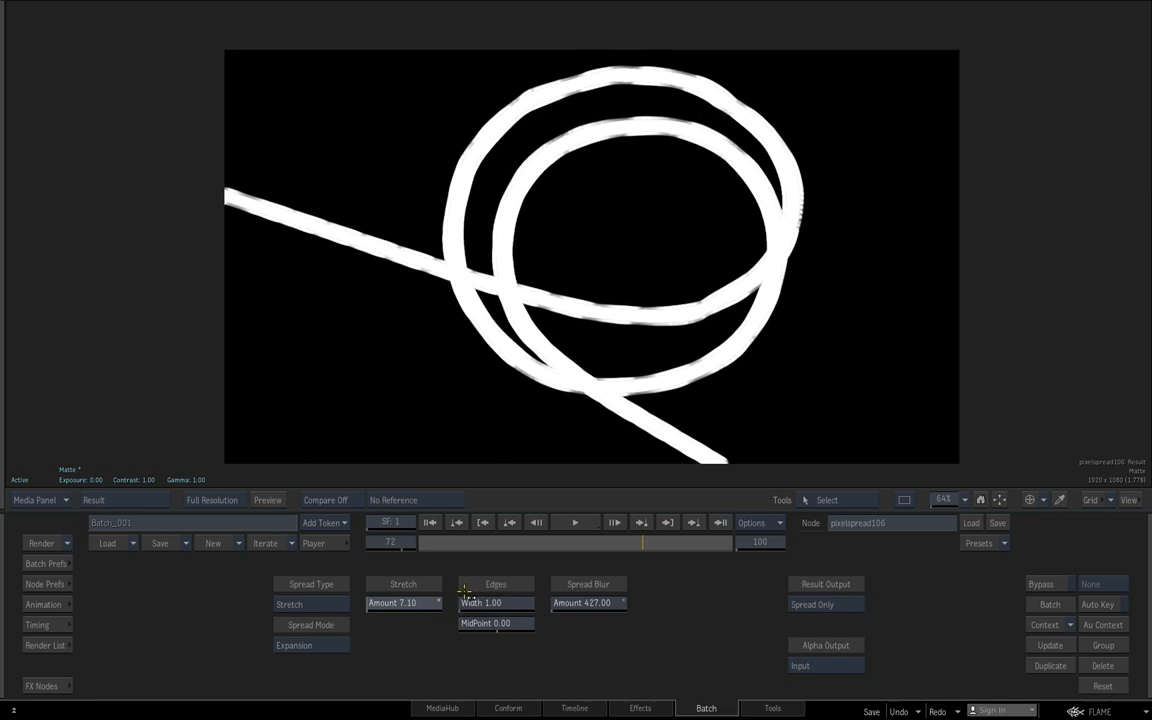 Matte *
Active Exposure: 0.00 Contrast: 1.00 Gamma: 1.00
pixelspread106: Result
Matte
1920 x 1080 (1.778)
Media Panel Result Full Resolution Preview Compare Off No Reference Tools Select 64% Grid View
Batch_001 Add Token SF: 1 Options Node pixelspread106 Load Save
Render Load Save New Iterate Player 72 100 Presets
Batch Prefs
Node Prefs Spread Type Stretch Edges Spread Blur Result Output Bypass None
Animation Stretch Amount 7.10 Width 1.00 Amount 427.00 Spread Only Batch Auto Key
Timing Spread Mode MidPoint 0.00 Context Au Context
Render List Expansion Alpha Output Update Group
Input Duplicate Delete
FX Nodes Reset
MediaHub Conform Timeline Effects Batch Tools Save Undo Redo Sign In FLAME